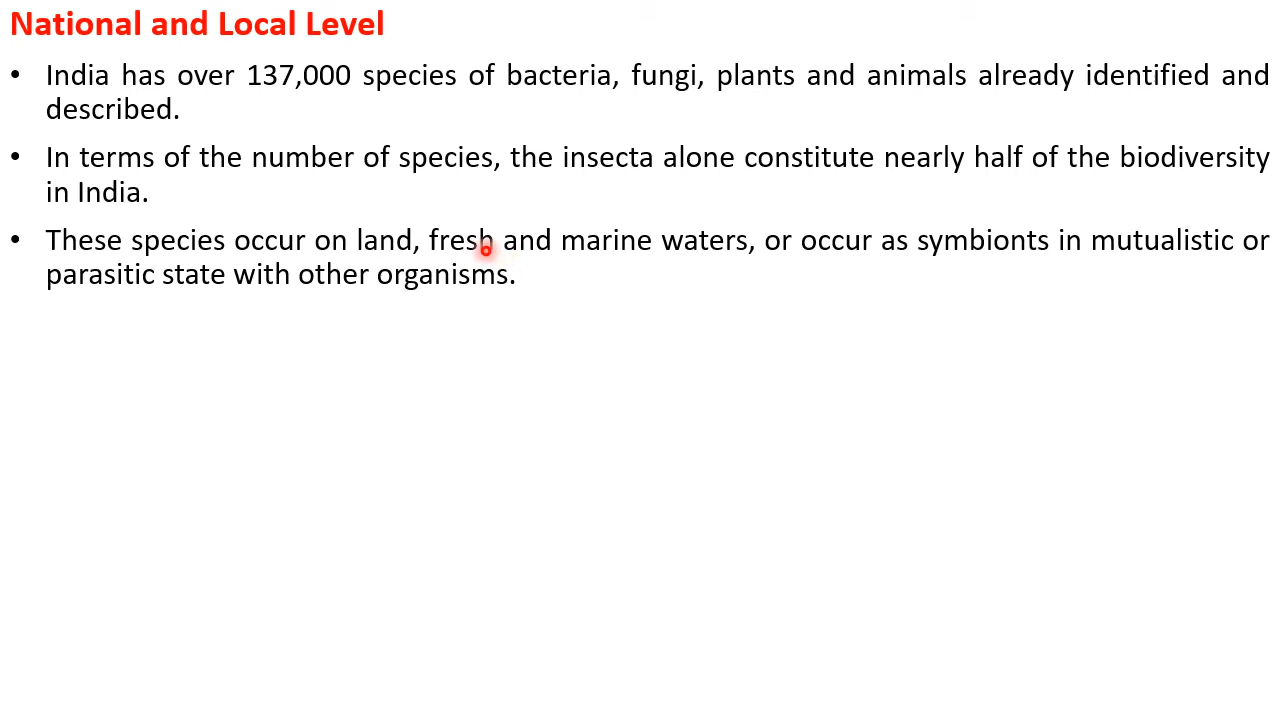 National and Local Level
• India has over 137,000 species of bacteria, fungi, plants and animals already identified and
described.
• In terms of the number of species, the insecta alone constitute nearly half of the biodiversity
in India.
• These species occur on land, fresh and marine waters, or occur as symbionts in mutualistic or
parasitic state with other organisms.